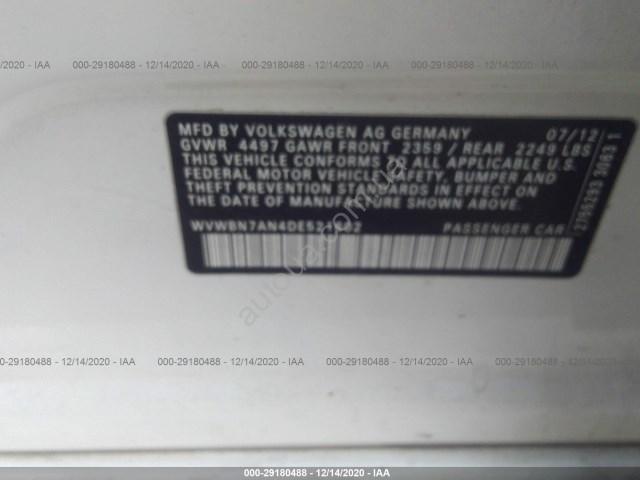 000-29180488 - 12/14/2020 - IAA
MFD BY VOLKSWAGEN AG GERMANY 07/12
GVWR 4497 GAWR FRONT 2359 / REAR 2249 LBS
THIS VEHICLE CONFORMS TO ALL APPLICABLE U.S.
FEDERAL MOTOR VEHICLE SAFETY, BUMPER AND
THEFT PREVENTION STANDARDS IN EFFECT
ON THE DATE OF MANUFACTURE
PASSENGER CAR
autoua.com.ua
000-29180488 - 12/14/2020 - IAA
000-29180488 - 12/14/2020 - IAA